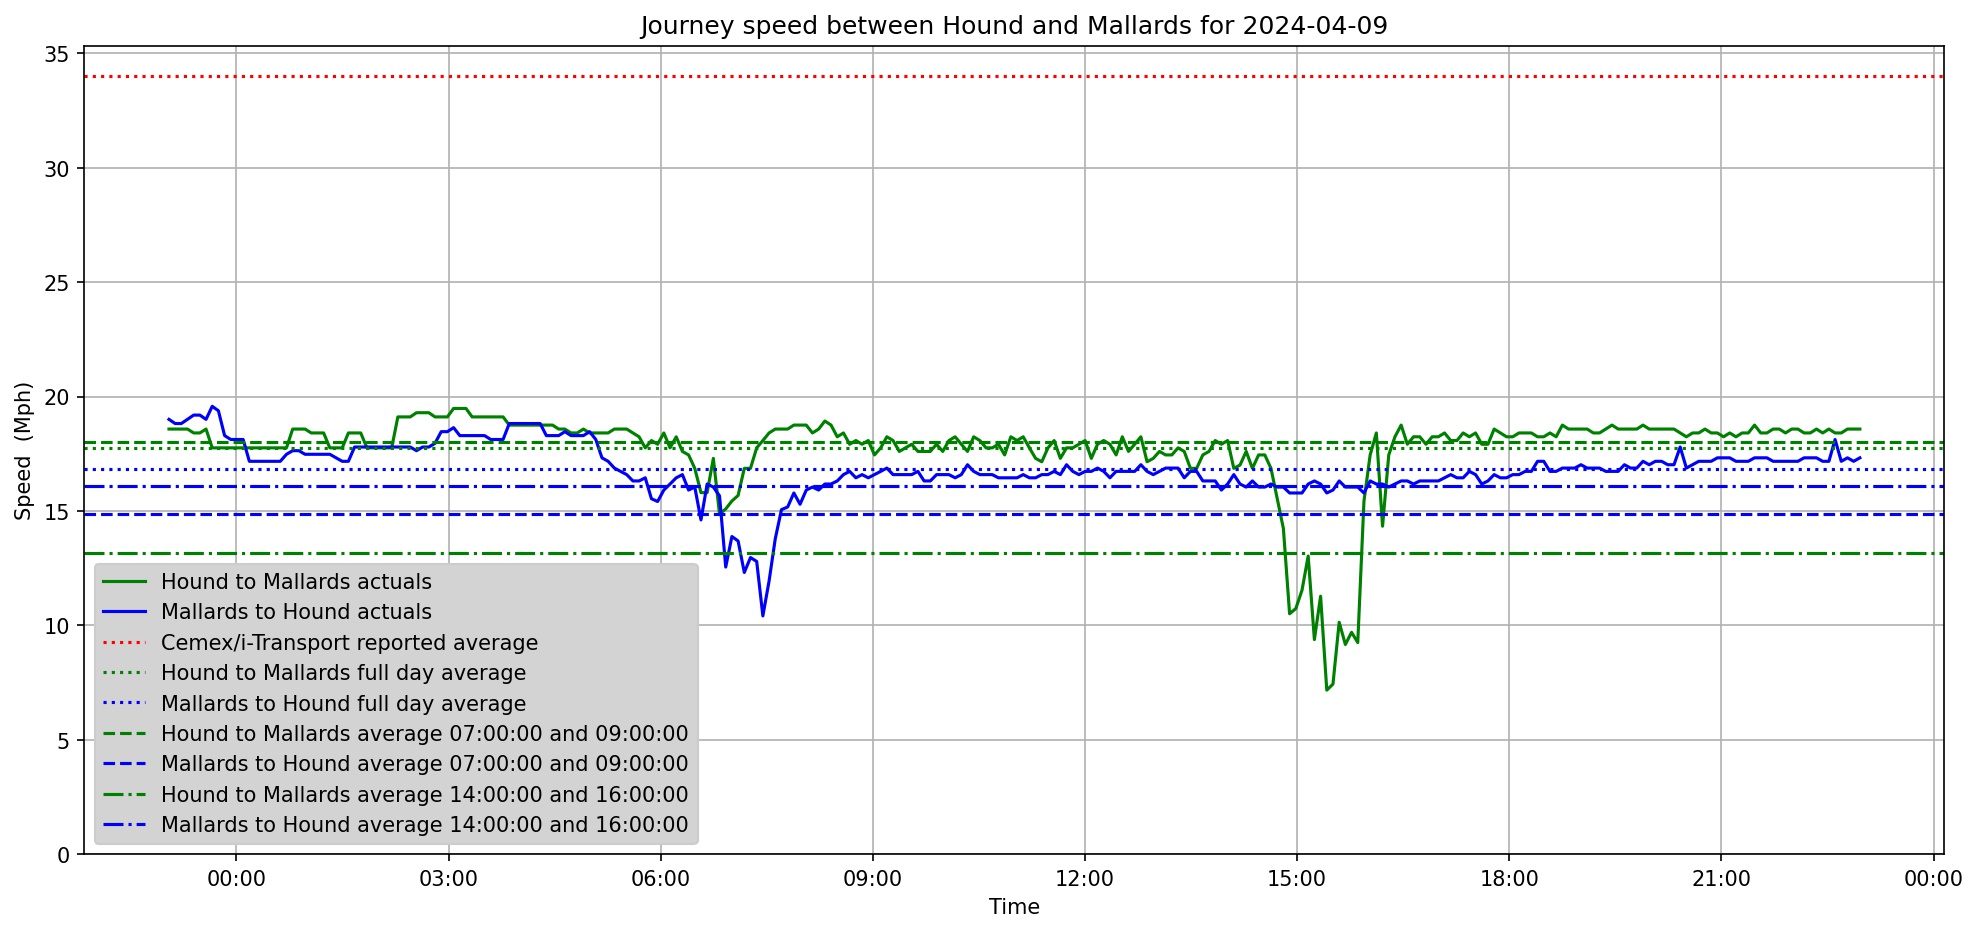 Journey speed between Hound and Mallards for 2024-04-09
35
30
25
20
15
10
5
0
Speed  (Mph)
Hound to Mallards actuals
Mallards to Hound actuals
Cemex/i-Transport reported average
Hound to Mallards full day average
Mallards to Hound full day average
Hound to Mallards average 07:00:00 and 09:00:00
Mallards to Hound average 07:00:00 and 09:00:00
Hound to Mallards average 14:00:00 and 16:00:00
Mallards to Hound average 14:00:00 and 16:00:00
00:00 03:00 06:00 09:00 12:00 15:00 18:00 21:00 00:00
Time